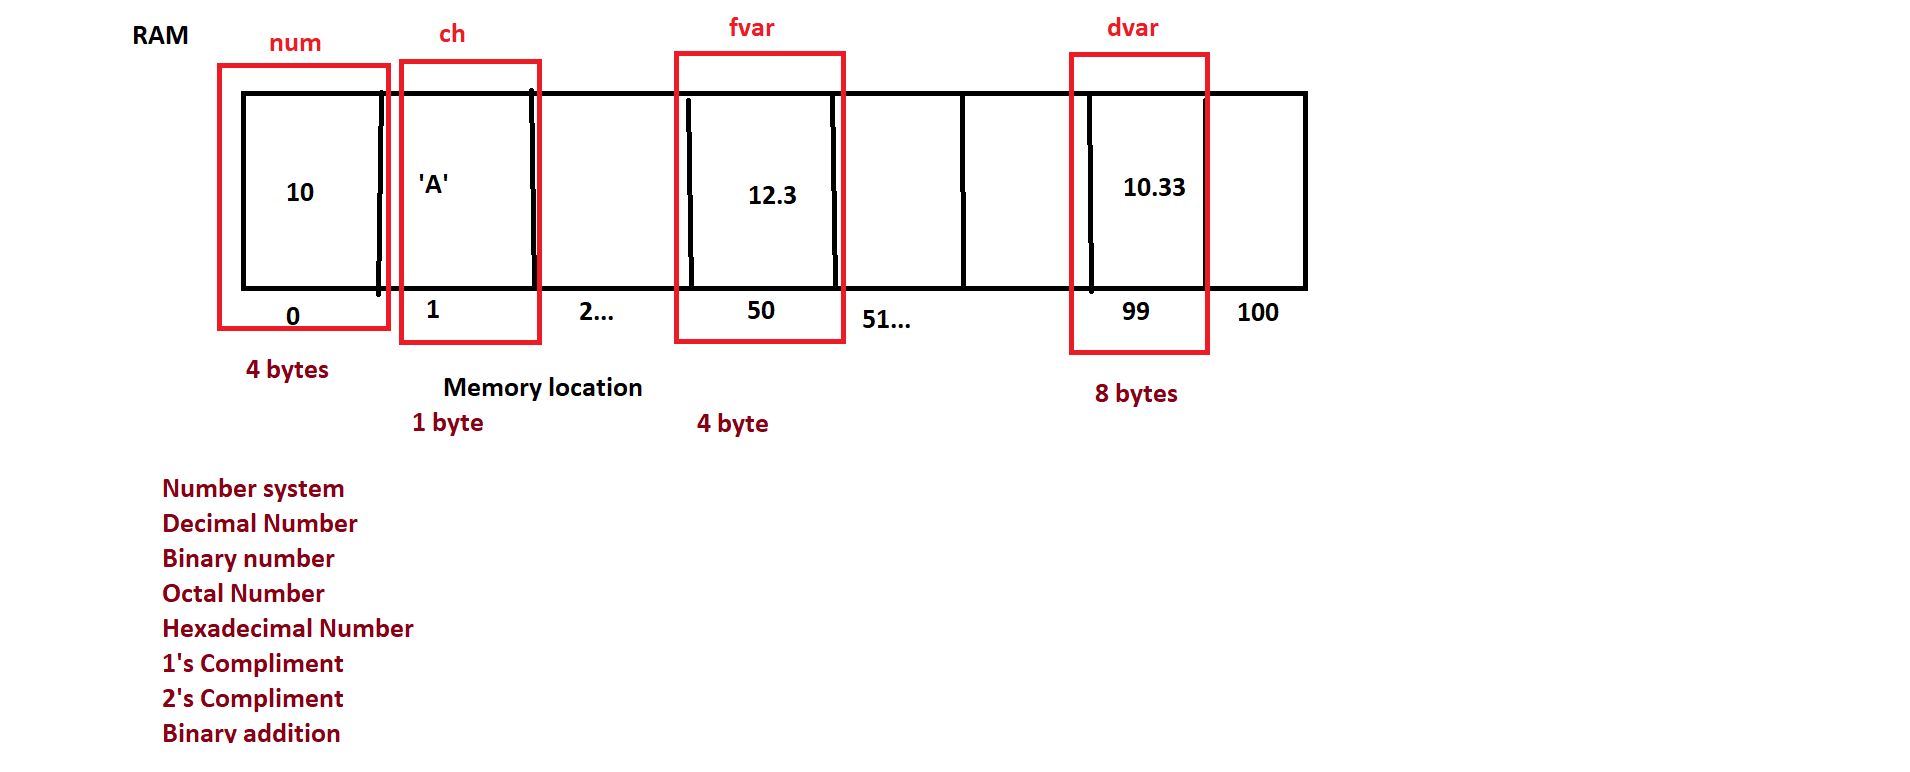 RAM
num
ch
fvar
dvar
10
'A'
12.3
10.33
0
1
2...
50
51...
99
100
4 bytes
Memory location
8 bytes
1 byte
4 byte
Number system
Decimal Number
Binary number
Octal Number
Hexadecimal Number
1's Compliment
2's Compliment
Binary addition